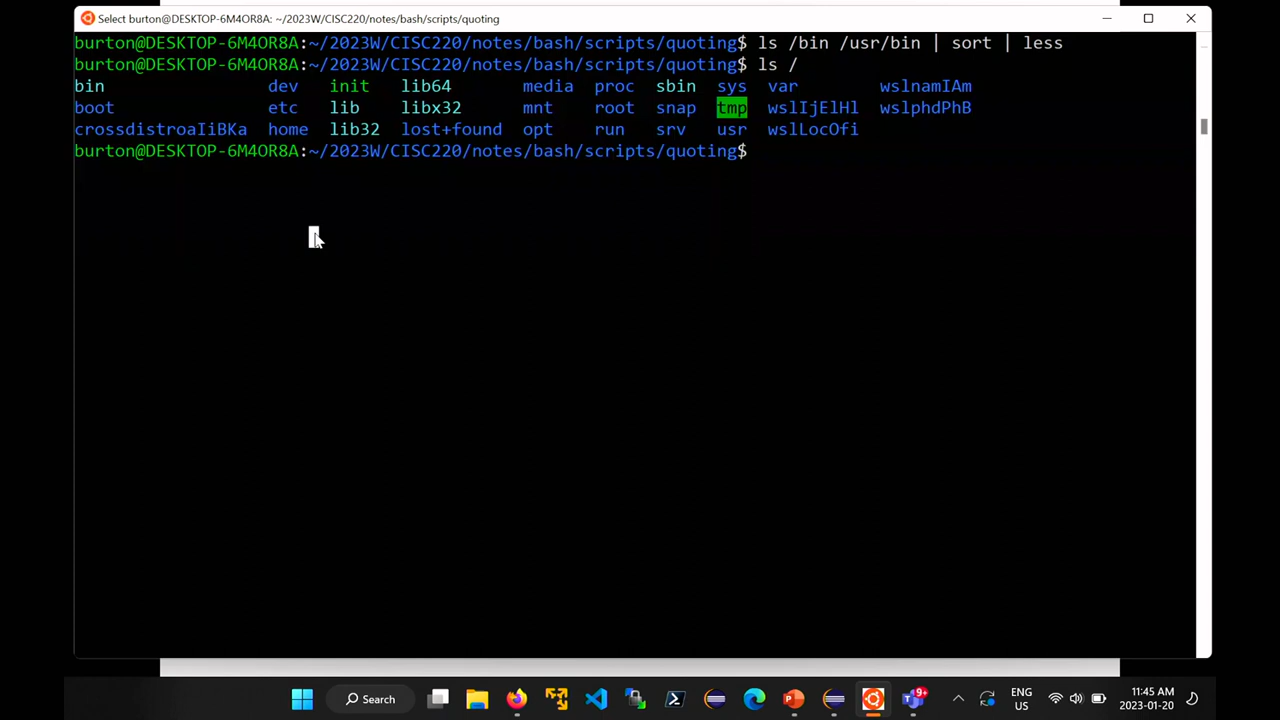 Select burton@DESKTOP-6M4OR8A: ~/2023W/CISC220/notes/bash/scripts/quoting
burton@DESKTOP-6M4OR8A:~/2023W/CISC220/notes/bash/scripts/quoting$ ls /bin /usr/bin | sort | less
burton@DESKTOP-6M4OR8A:~/2023W/CISC220/notes/bash/scripts/quoting$ ls /
bin dev init lib64 media proc sbin sys var wslnamIAm
boot etc lib libx32 mnt root snap tmp wslIjElHl wslphdPhB
crossdistroaIiBKa home lib32 lost+found opt run srv usr wslLocOfi
burton@DESKTOP-6M4OR8A:~/2023W/CISC220/notes/bash/scripts/quoting$
Search 9+ ENG US 11:45 AM
2023-01-20